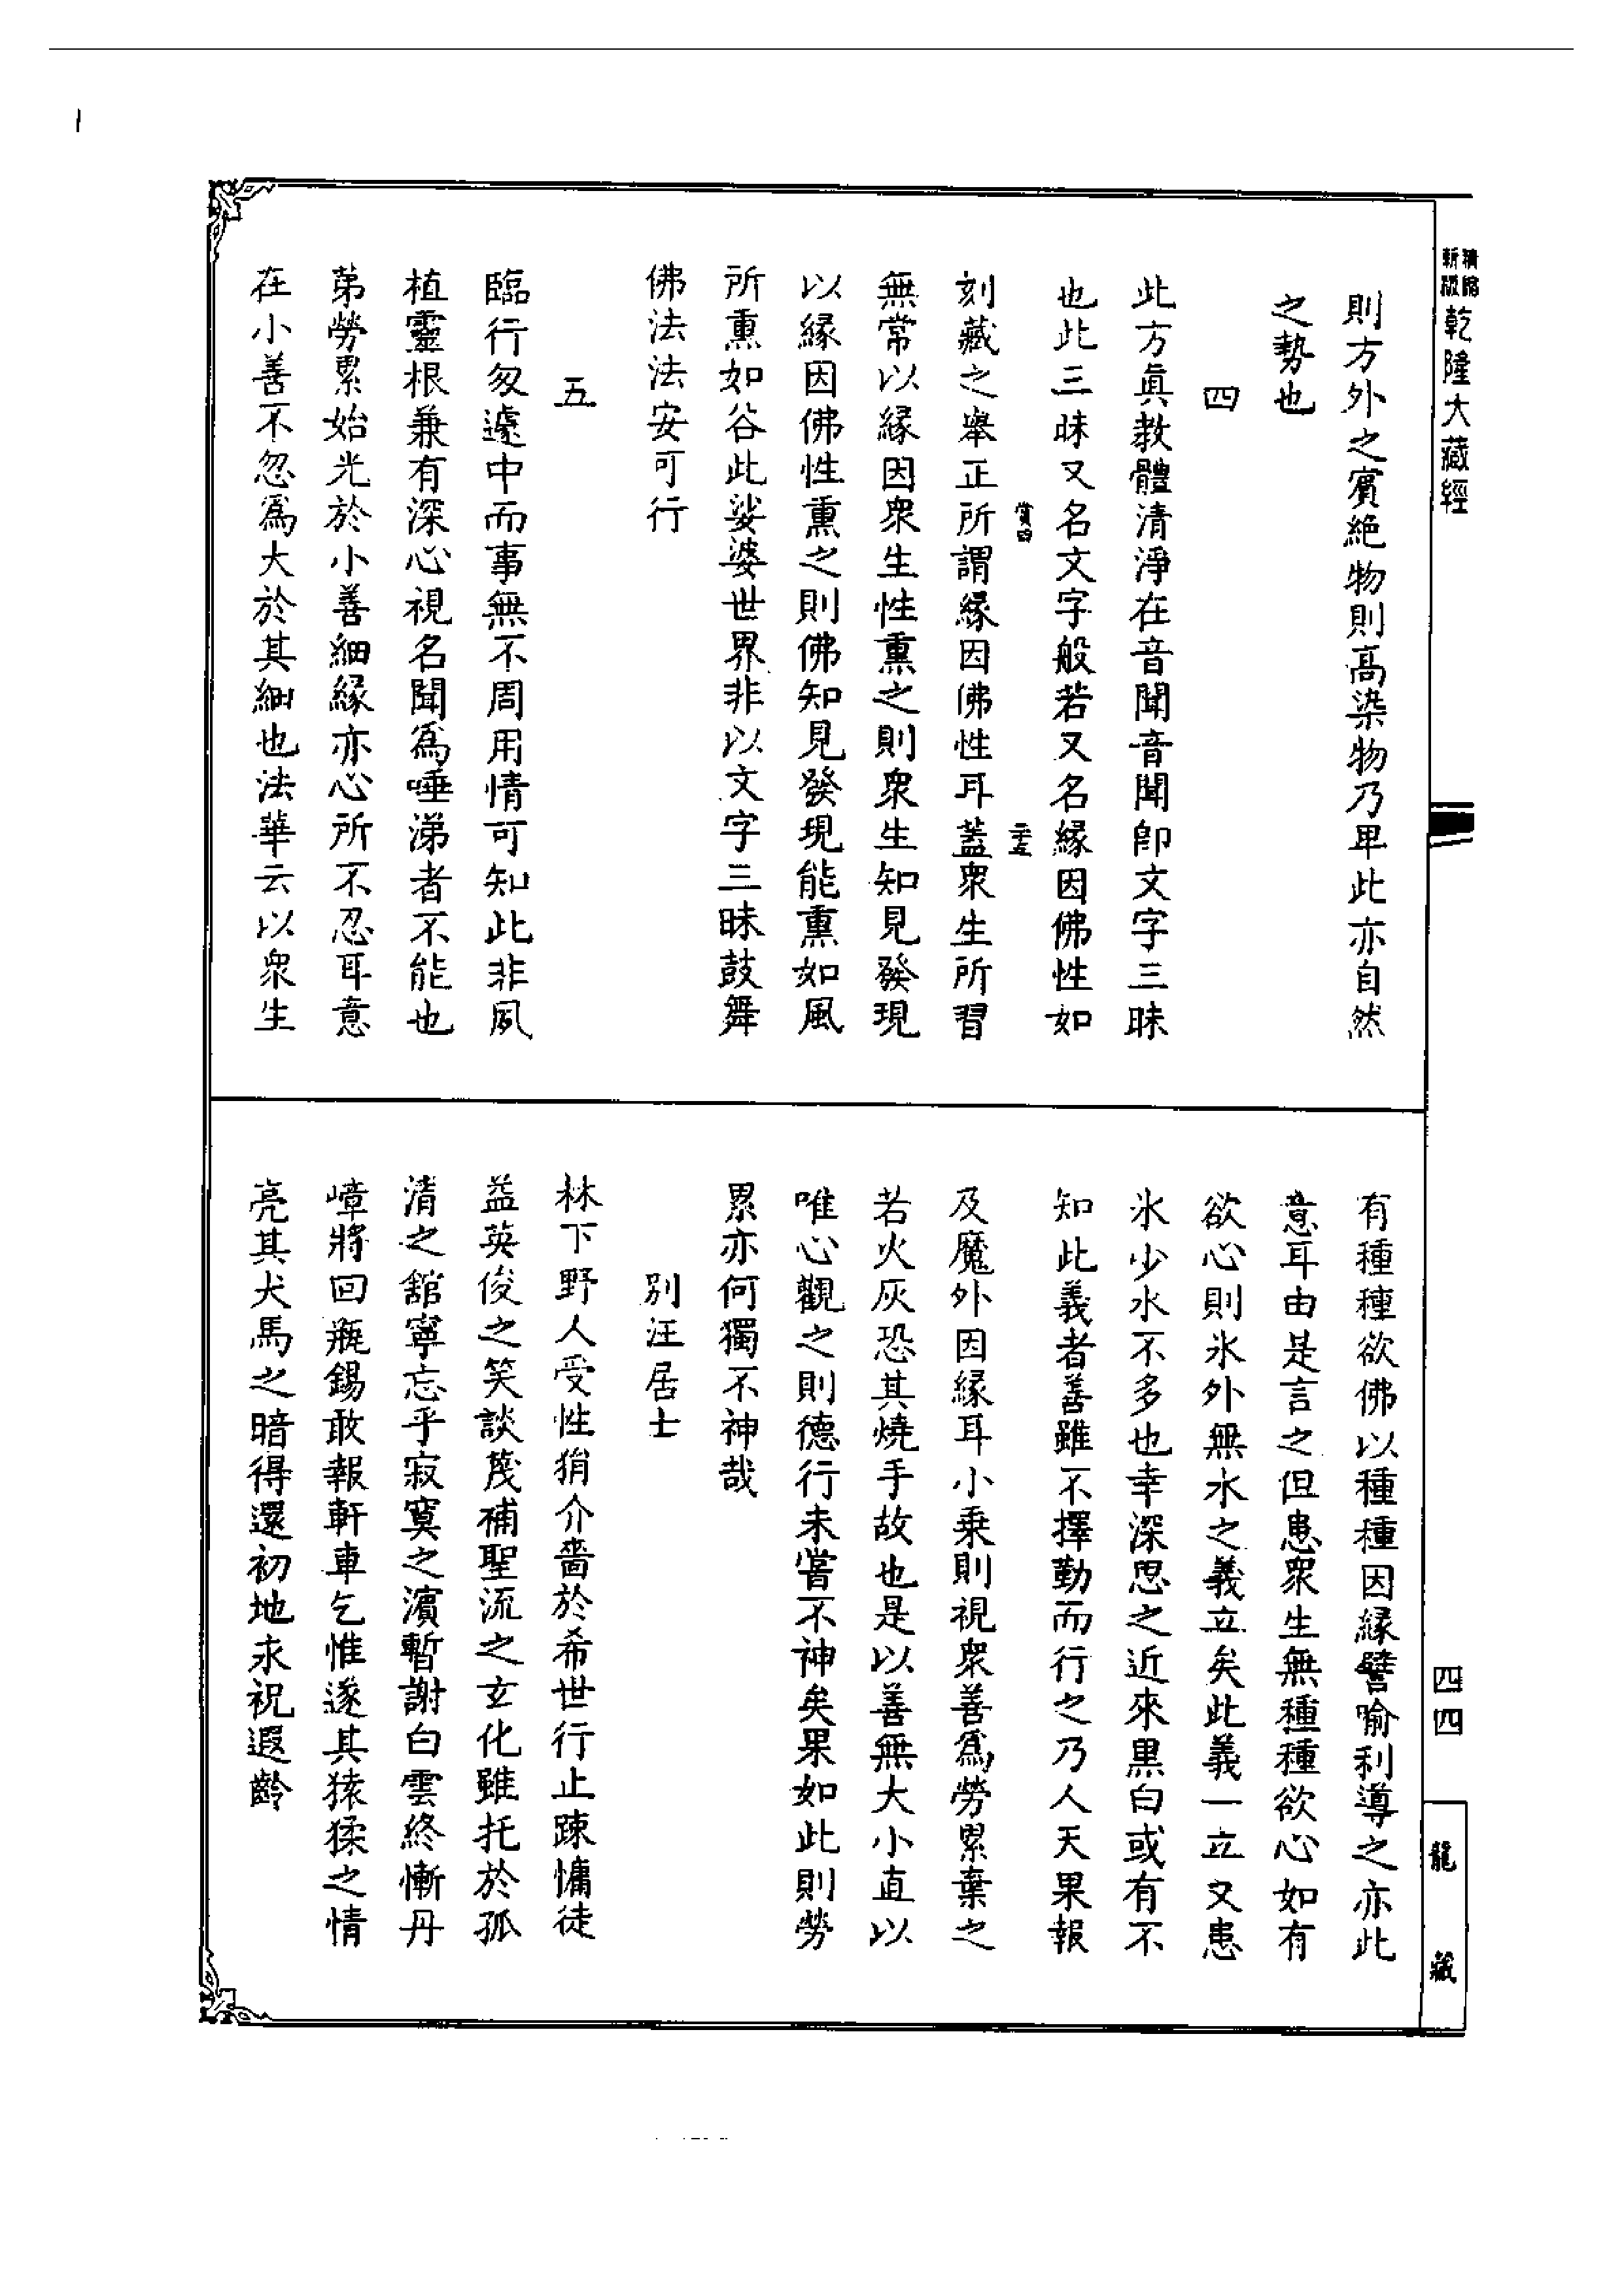 乾隆大藏經
則方外之賓絶物則高染物乃卑此亦自然
之勢也
四
此方眞教體清淨在音聞音聞卽文字三昧
也此三昧又名文字般若又名緣因佛性如
刻藏之舉正所謂緣因佛性耳蓋衆生所習
無常以緣因衆生性熏之則衆生知見發現
以緣因佛性熏之則佛知見發現能熏如風
所熏如谷此娑婆世界非以文字三昧鼓舞
佛法法安可行
五
臨行匆遽中而事無不周用情可知此非夙
植靈根兼有深心視名聞爲唾涕者不能也
苐勞累始光於小善細緣亦心所不忍耳意
在小善不忽爲大於其細也法華云以衆生
有種種欲佛以種種因緣譬喻利導之亦此
意耳由是言之但患衆生無種種欲心如有
欲心則氷外無水之義立矣此義一立又患
氷少水不多也幸深思之近來黑白或有不
知此義者善雖不擇勤而行之乃人天果報
及魔外因緣耳小乘則視衆善爲勞累棄之
若火灰恐其燒手故也是以善無大小直以
唯心觀之則德行未嘗不神矣果如此則勞
累亦何獨不神哉
別汪居士
林下野人受性狷介嗇於希世行止踈慵徒
益英俊之笑談蔑補聖流之玄化雖托於孤
清之舘寧忘乎寂寞之濵暫謝白雲終慚丹
嶂將回瓶錫敢報軒車乞惟遂其猿猱之情
亮其犬馬之暗得還初地永祝遐齡
四四
龍藏